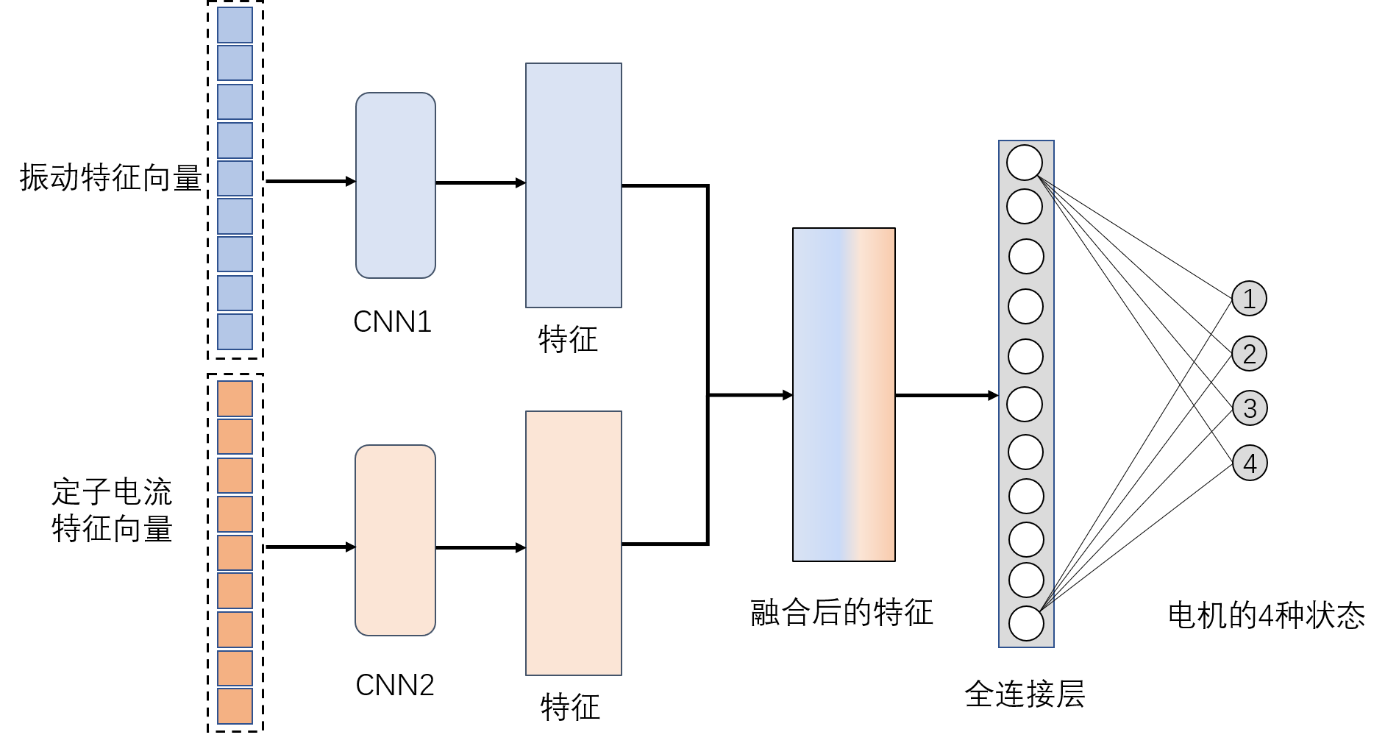 振动特征向量
CNN1
特征
定子电流
特征向量
CNN2
特征
融合后的特征
全连接层
1
2
3
4
电机的4种状态